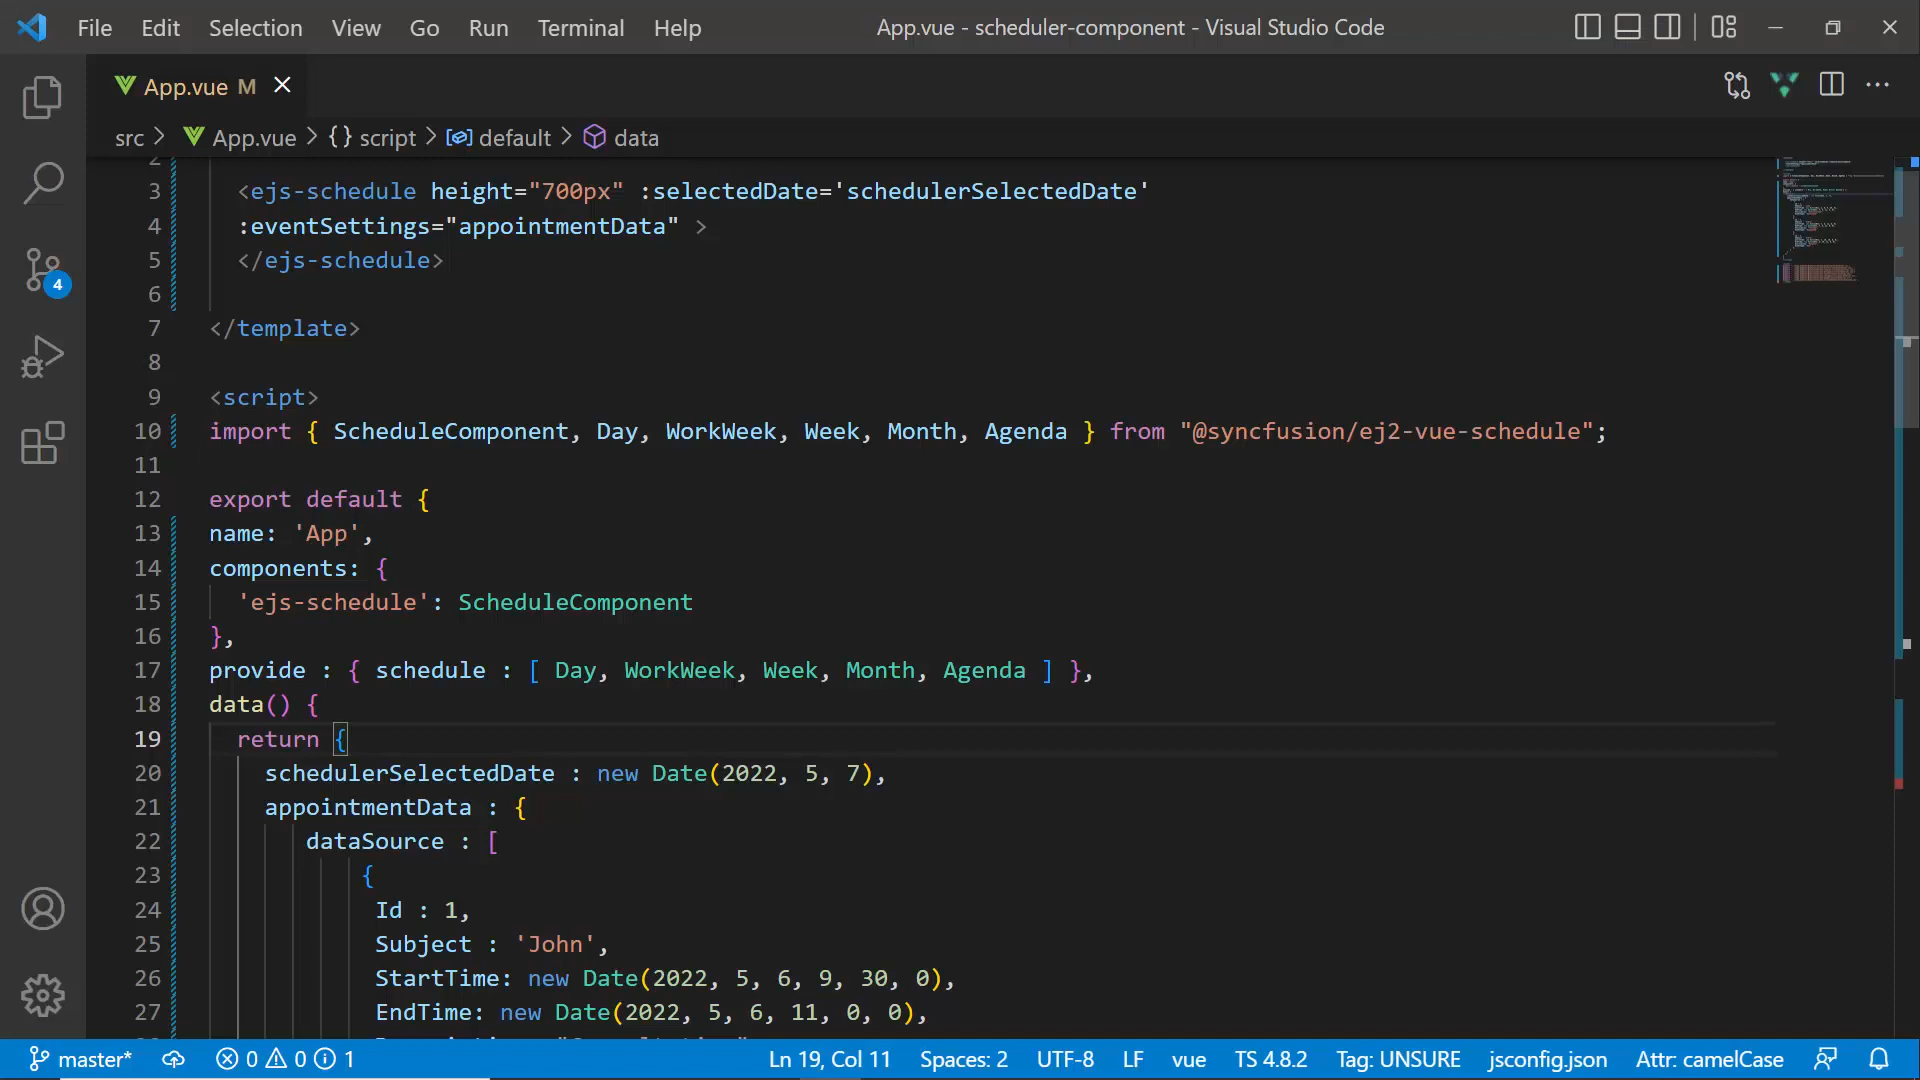 File Edit Selection View Go Run Terminal Help App.vue - scheduler-component - Visual Studio Code
App.vue M
src > App.vue > {} script > default > data
2
3 <ejs-schedule height="700px" :selectedDate='schedulerSelectedDate'
4 :eventSettings="appointmentData" >
5 </ejs-schedule>
6
7 </template>
8
9 <script>
10 import { ScheduleComponent, Day, WorkWeek, Week, Month, Agenda } from "@syncfusion/ej2-vue-schedule";
11
12 export default {
13 name: 'App',
14 components: {
15 'ejs-schedule': ScheduleComponent
16 },
17 provide : { schedule : [ Day, WorkWeek, Week, Month, Agenda ] },
18 data() {
19 return {
20 schedulerSelectedDate : new Date(2022, 5, 7),
21 appointmentData : {
22 dataSource : [
23 {
24 Id : 1,
25 Subject : 'John',
26 StartTime: new Date(2022, 5, 6, 9, 30, 0),
27 EndTime: new Date(2022, 5, 6, 11, 0, 0),
4
master* 0 0 1 Ln 19, Col 11 Spaces: 2 UTF-8 LF vue TS 4.8.2 Tag: UNSURE jsconfig.json Attr: camelCase